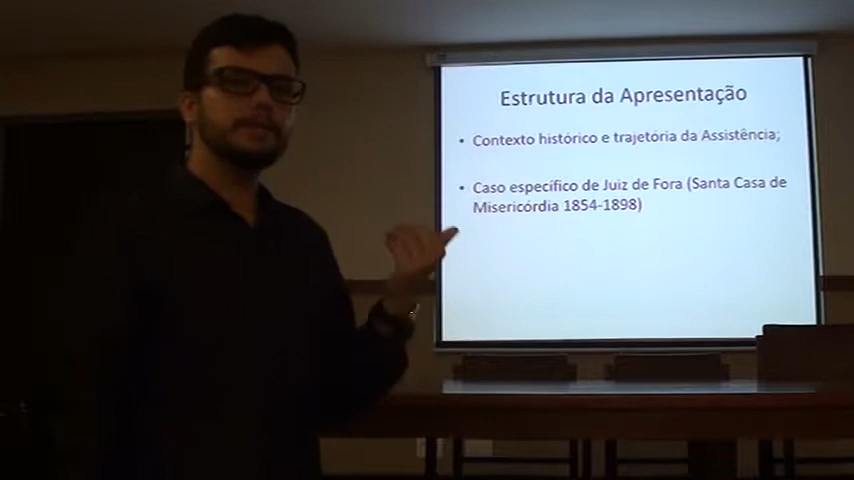 Estrutura da Apresentação
• Contexto histórico e trajetória da Assistência;
• Caso específico de Juiz de Fora (Santa Casa de
Misericórdia 1854-1898)